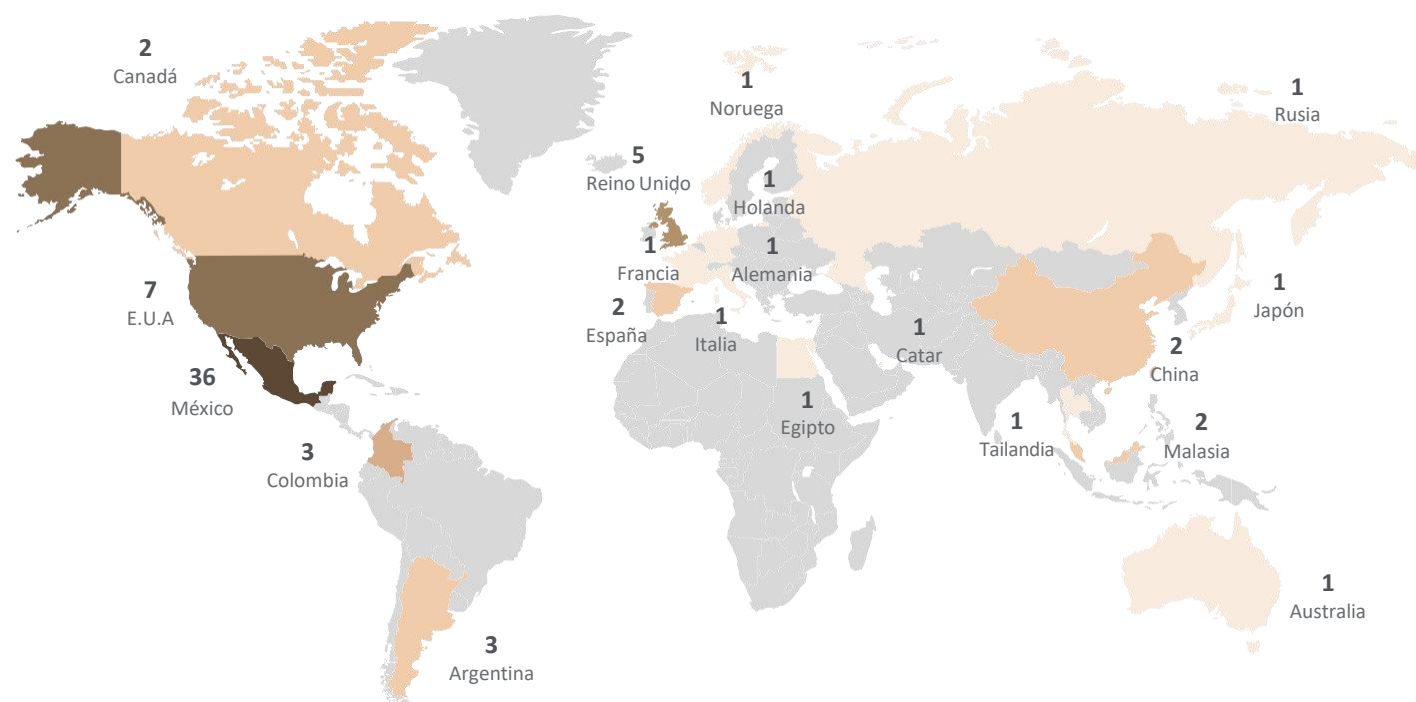 2
Canadá
1
Noruega
1
Rusia
5
Reino Unido
1
Holanda
1
Francia
1
Alemania
7
E.U.A
2
España
1
Italia
1
Catar
1
Japón
2
China
36
México
1
Egipto
1
Tailandia
2
Malasia
3
Colombia
1
Australia
3
Argentina